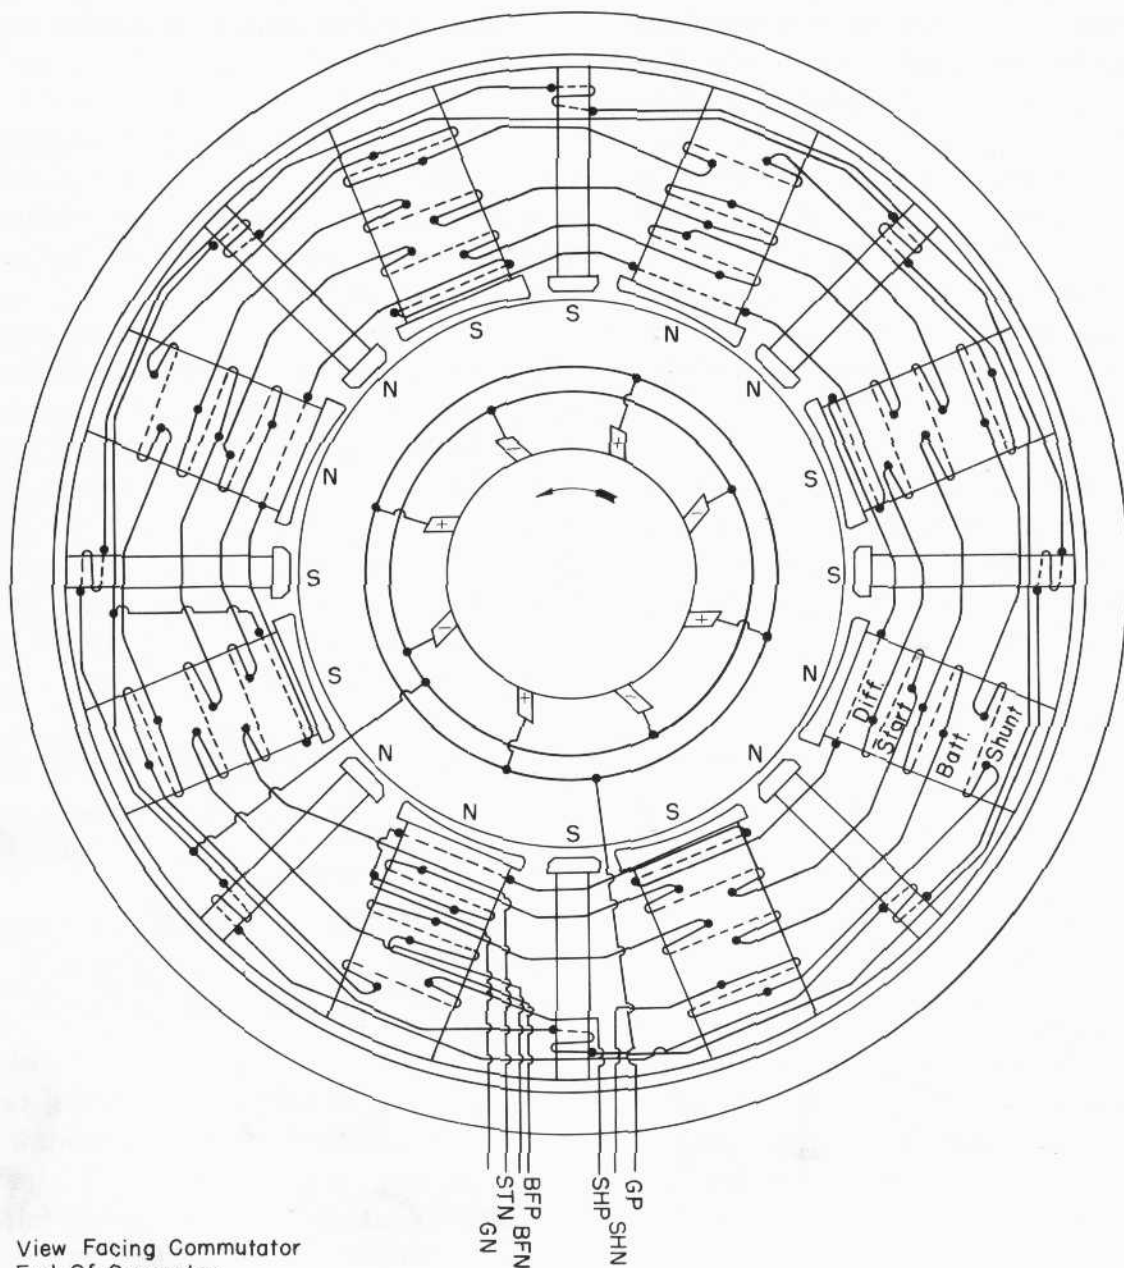 S
S
N
N
N
N
S
S
S
S
N
N
N
S
S
N
+
+
+
+
Diff.
Start
Batt.
Shunt
GN
STN
BFN
BFP
SHP
SHN
GP
View Facing Commutator